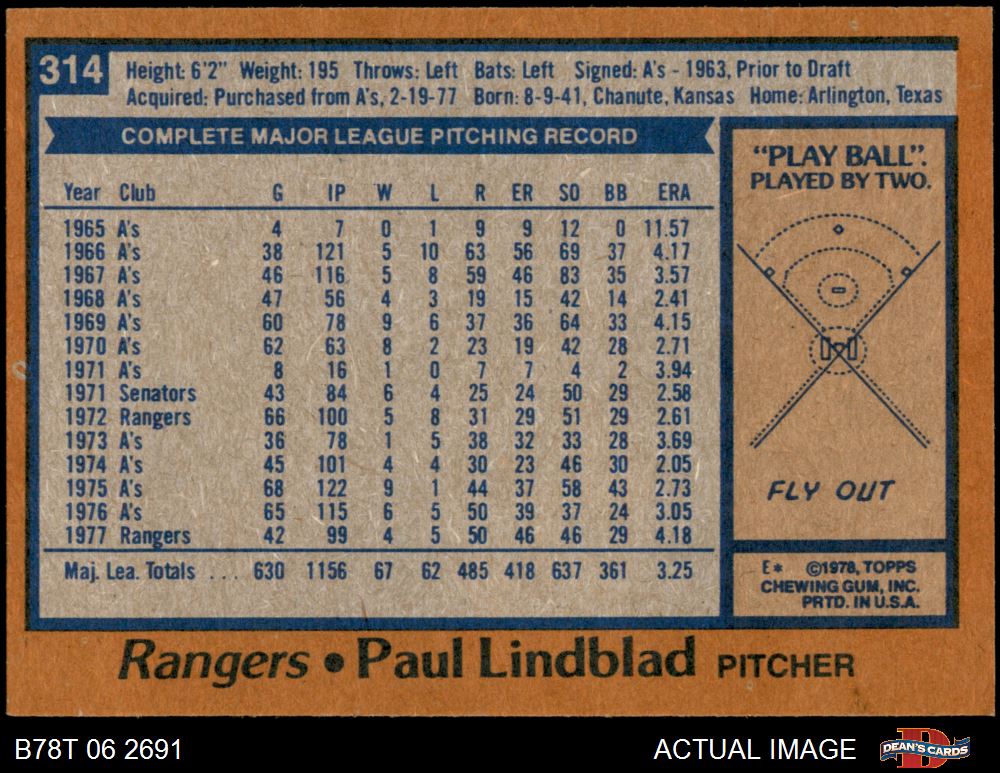 314
Height: 6'2" Weight: 195 Throws: Left Bats: Left Signed: A's - 1963, Prior to Draft
Acquired: Purchased from A's, 2-19-77 Born: 8-9-41, Chanute, Kansas Home: Arlington, Texas
COMPLETE MAJOR LEAGUE PITCHING RECORD
Year Club G IP W L R ER SO BB ERA
1965 A's 4 7 0 1 9 9 12 0 11.57
1966 A's 38 121 5 10 63 56 69 37 4.17
1967 A's 46 116 5 8 59 46 83 35 3.57
1968 A's 47 56 4 3 19 15 42 14 2.41
1969 A's 60 78 9 6 37 36 64 33 4.15
1970 A's 62 63 8 2 23 19 42 28 2.71
1971 A's 8 16 1 0 7 7 4 2 3.94
1971 Senators 43 84 6 4 25 24 50 29 2.58
1972 Rangers 66 100 5 8 31 29 51 29 2.61
1973 A's 36 78 1 5 38 32 33 28 3.69
1974 A's 45 101 4 4 30 23 46 30 2.05
1975 A's 68 122 9 1 44 37 58 43 2.73
1976 A's 65 115 6 5 50 39 37 24 3.05
1977 Rangers 42 99 4 5 50 46 46 29 4.18
Maj. Lea. Totals ... 630 1156 67 62 485 418 637 361 3.25
"PLAY BALL".
PLAYED BY TWO.
FLY OUT
E* ©1978, TOPPS
CHEWING GUM, INC.
PRTD. IN U.S.A.
Rangers • Paul Lindblad PITCHER
B78T 06 2691
ACTUAL IMAGE
DEAN'S CARDS